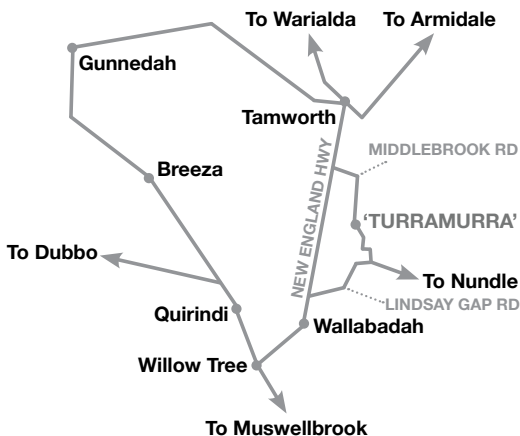 To Warialda
To Armidale
Gunnedah
Tamworth
MIDDLEBROOK RD
Breeza
NEW ENGLAND HWY
'TURRAMURRA'
To Dubbo
To Nundle
LINDSAY GAP RD
Quirindi
Wallabadah
Willow Tree
To Muswellbrook